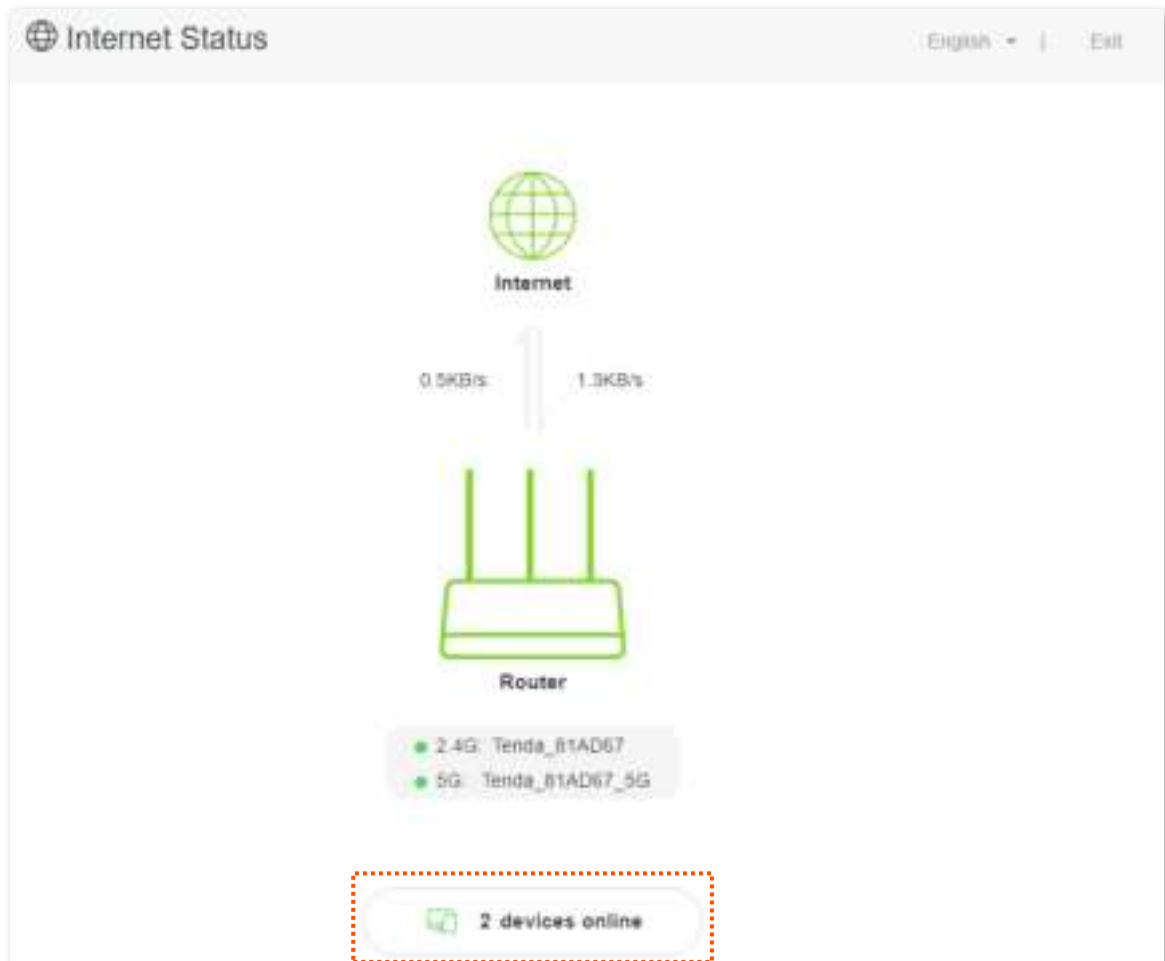 Internet Status
English | Exit
Internet
0.5KB/s 1.3KB/s
Router
2.4G: Tenda_81AD67
5G: Tenda_81AD67_5G
2 devices online